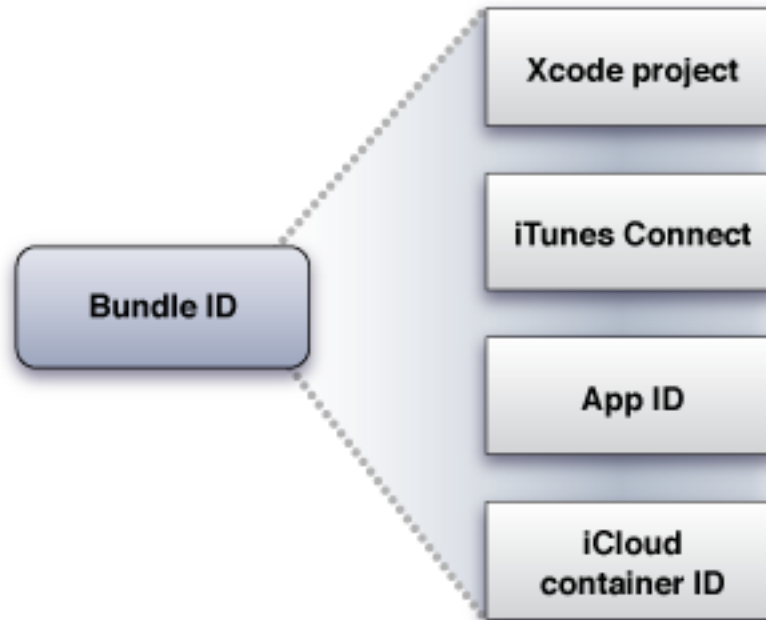 Bundle ID
Xcode project
iTunes Connect
App ID
iCloud
container ID